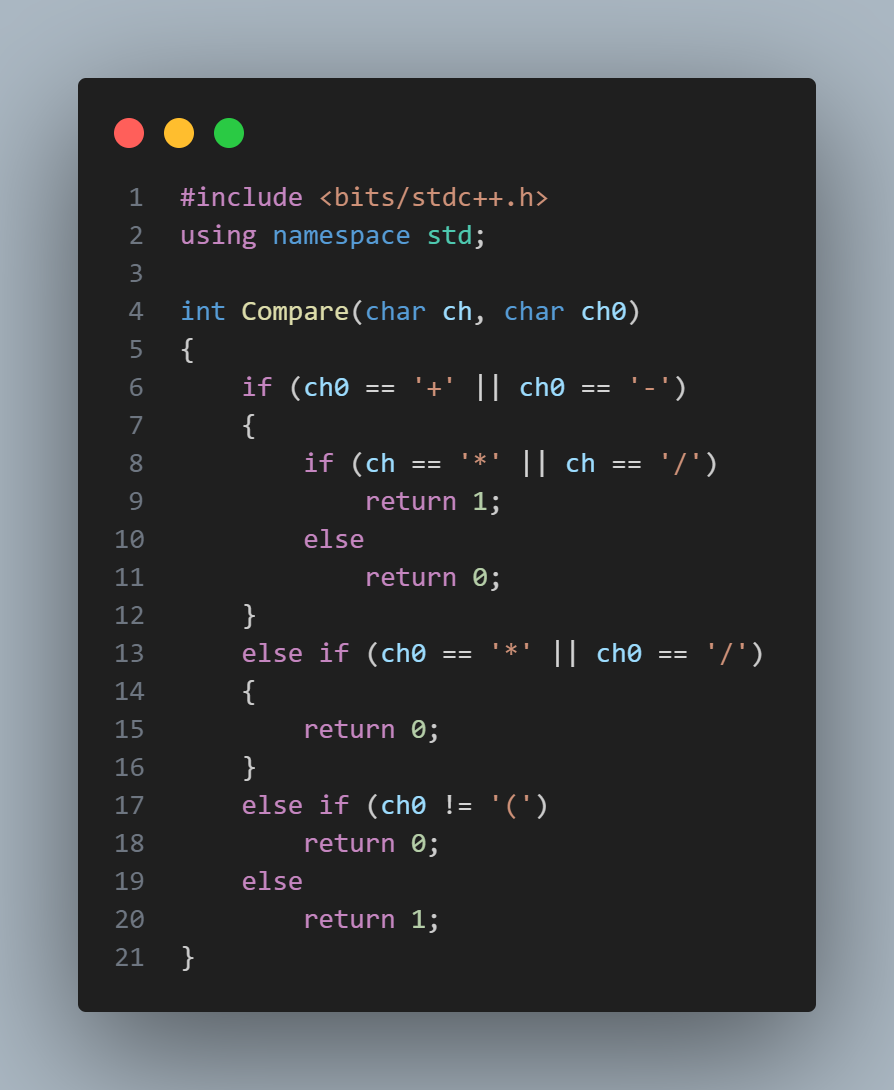 1 #include <bits/stdc++.h>
2 using namespace std;
3
4 int Compare(char ch, char ch0)
5 {
6     if (ch0 == '+' || ch0 == '-')
7     {
8         if (ch == '*' || ch == '/')
9             return 1;
10         else
11             return 0;
12     }
13     else if (ch0 == '*' || ch0 == '/')
14     {
15         return 0;
16     }
17     else if (ch0 != '(')
18         return 0;
19     else
20         return 1;
21 }